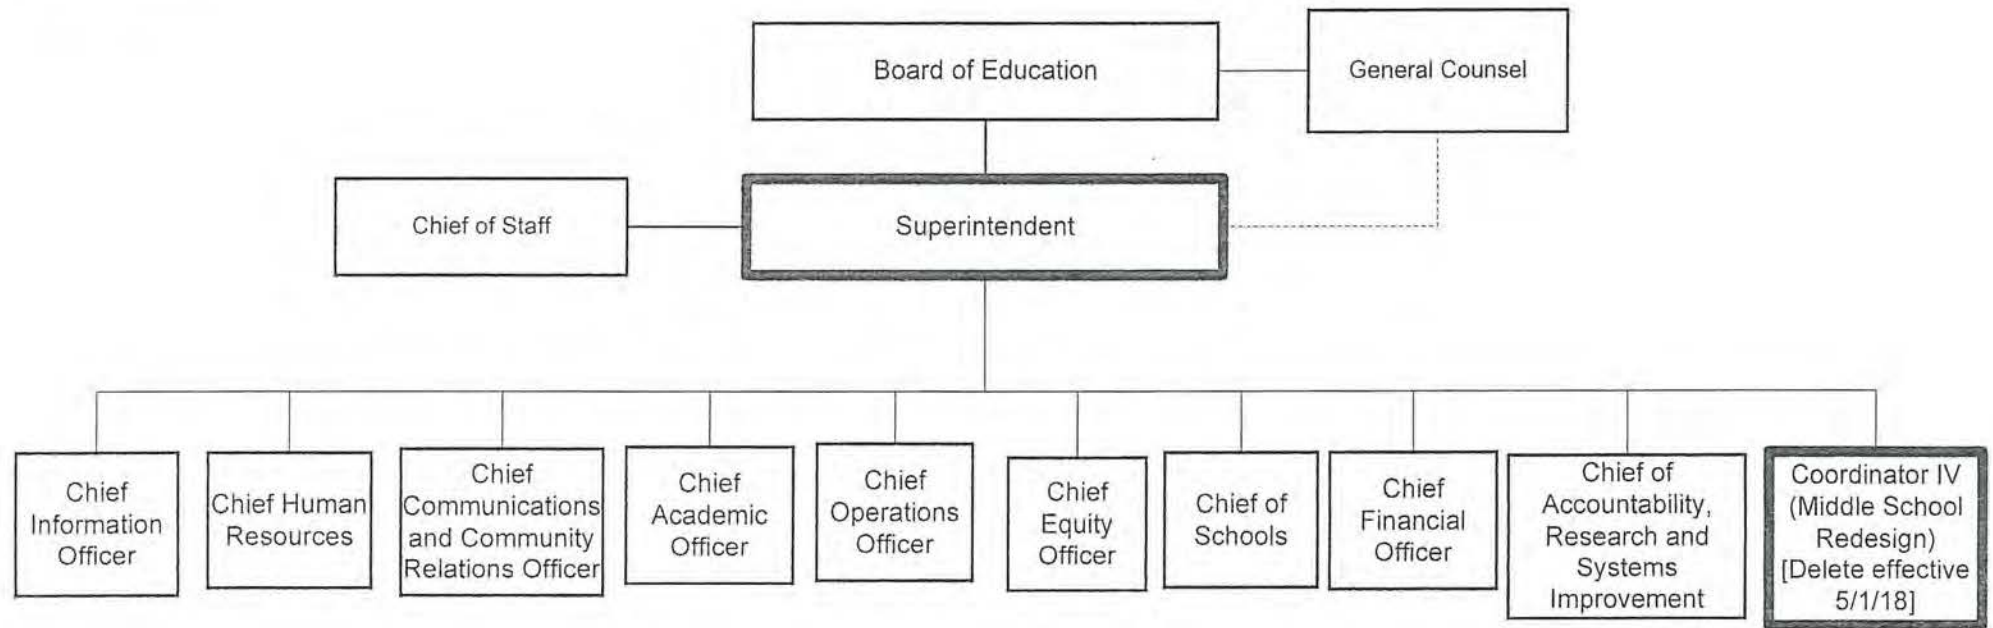 Board of Education
General Counsel
Chief of Staff
Superintendent
Chief
Information
Officer
Chief Human
Resources
Chief
Communications
and Community
Relations Officer
Chief
Academic
Officer
Chief
Operations
Officer
Chief
Equity
Officer
Chief of
Schools
Chief
Financial
Officer
Chief of
Accountability,
Research and
Systems
Improvement
Coordinator IV
(Middle School
Redesign)
[Delete effective
5/1/18]